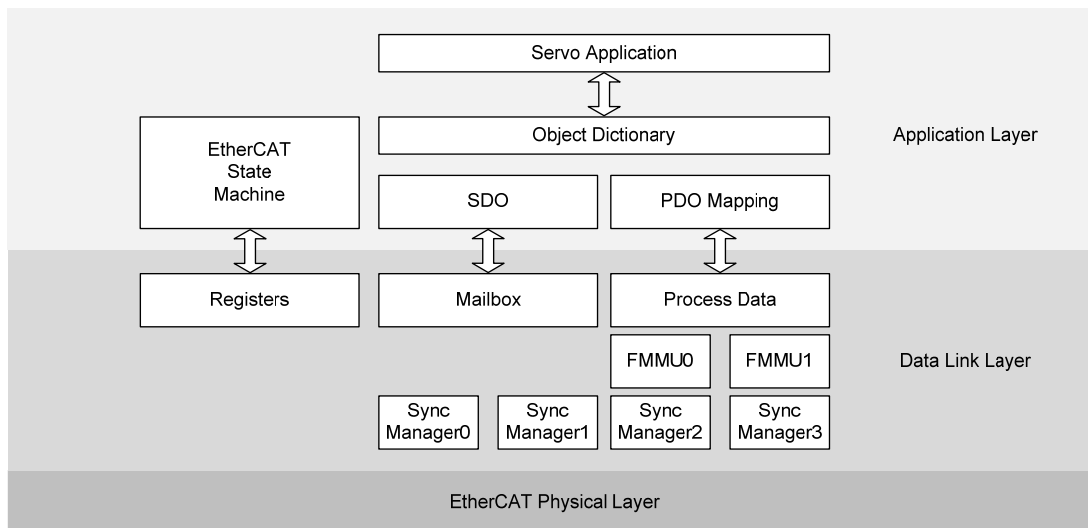 Servo Application
Object Dictionary
Application Layer
EtherCAT
State
Machine
SDO
PDO Mapping
Registers
Mailbox
Process Data
FMMU0
FMMU1
Data Link Layer
Sync
Manager0
Sync
Manager1
Sync
Manager2
Sync
Manager3
EtherCAT Physical Layer